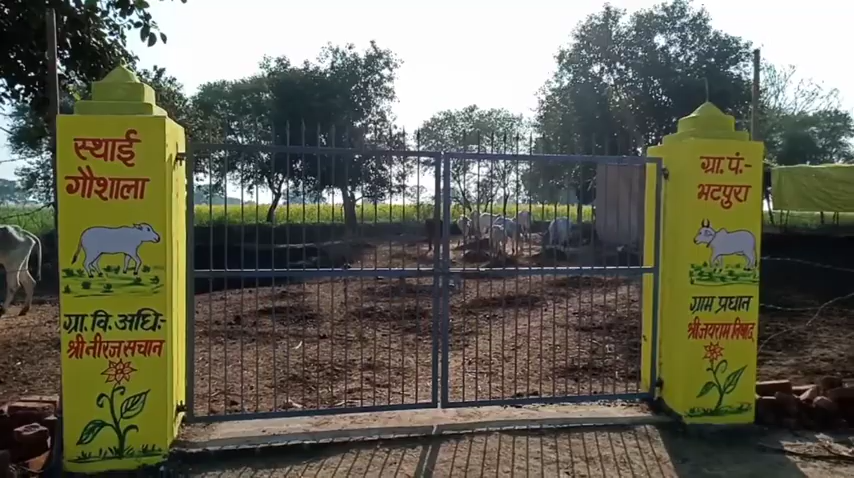 स्थाई
गौशाला
ग्रा. वि. अधि:-
श्री नीरज सचान
ग्रा. पं.-
भटपुरा
ग्राम प्रधान
श्री जयराम निषाद